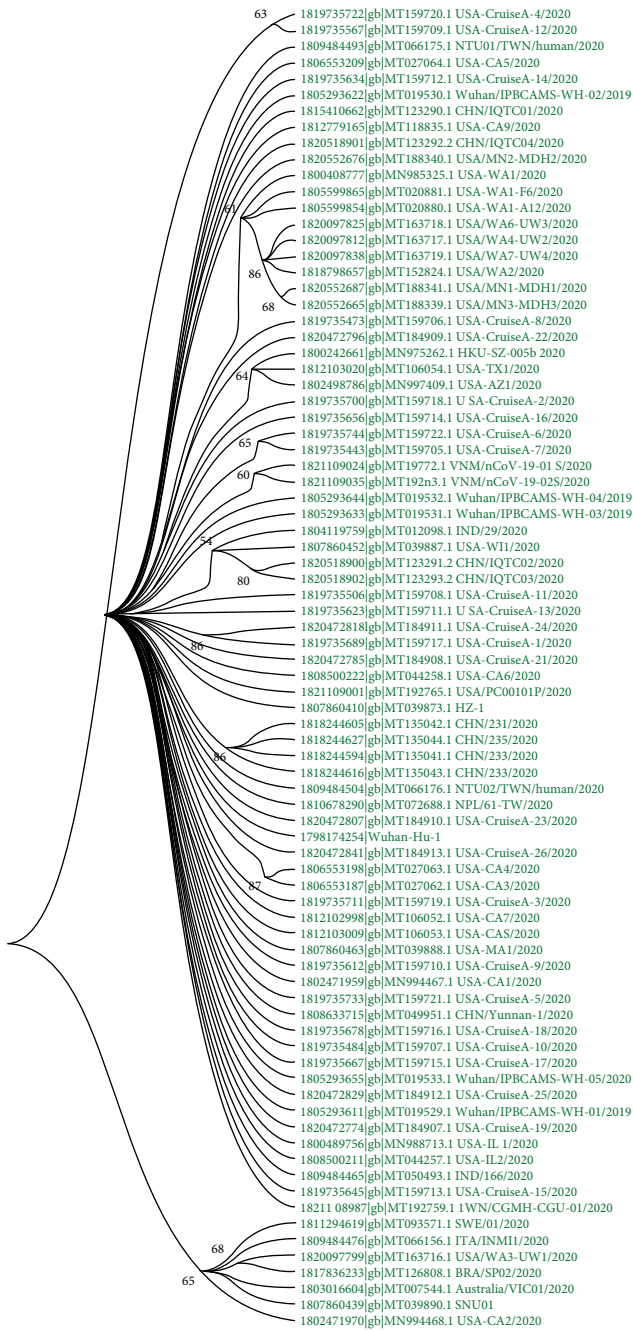 63
1819735722|gb|MT159720.1 USA-CruiseA-4/2020
1819735567|gb|MT159709.1 USA-CruiseA-12/2020
1809484493|gb|MT066175.1 NTU01/TWN/human/2020
1806553209|gb|MT027064.1 USA-CA5/2020
1819735634|gb|MT159712.1 USA-CruiseA-14/2020
1805293622|gb|MT019530.1 Wuhan/IPBCAMS-WH-02/2019
1815410662|gb|MT123290.1 CHN/IQTC01/2020
1812779165|gb|MT118835.1 USA-CA9/2020
1820518901|gb|MT123292.2 CHN/IQTC04/2020
1820552676|gb|MT188340.1 USA/MN2-MDH2/2020
1800408777|gb|MN985325.1 USA-WA1/2020
1805599865|gb|MT020881.1 USA-WA1-F6/2020
61
1805599854|gb|MT020880.1 USA-WA1-A12/2020
1820097825|gb|MT163718.1 USA/WA6-UW3/2020
1820097812|gb|MT163717.1 USA/WA4-UW2/2020
1820097838|gb|MT163719.1 USA/WA7-UW4/2020
86
1818798657|gb|MT152824.1 USA/WA2/2020
1820552687|gb|MT188341.1 USA/MN1-MDH1/2020
68
1820552665|gb|MT188339.1 USA/MN3-MDH3/2020
1819735473|gb|MT159706.1 USA-CruiseA-8/2020
1820472796|gb|MT184909.1 USA-CruiseA-22/2020
1800242661|gb|MN975262.1 HKU-SZ-005b 2020
64
1812103020|gb|MT106054.1 USA-TX1/2020
1802498786|gb|MN997409.1 USA-AZ1/2020
1819735700|gb|MT159718.1 U SA-CruiseA-2/2020
1819735656|gb|MT159714.1 USA-CruiseA-16/2020
1819735744|gb|MT159722.1 USA-CruiseA-6/2020
65
1819735443|gb|MT159705.1 USA-CruiseA-7/2020
1821109024|gb|MT19772.1 VNM/nCoV-19-01 S/2020
60
1821109035|gb|MT192n3.1 VNM/nCoV-19-02S/2020
1805293644|gb|MT019532.1 Wuhan/IPBCAMS-WH-04/2019
1805293633|gb|MT019531.1 Wuhan/IPBCAMS-WH-03/2019
1804119759|gb|MT012098.1 IND/29/2020
54
1807860452|gb|MT039887.1 USA-WI1/2020
1820518900|gb|MT123291.2 CHN/IQTC02/2020
80
1820518902|gb|MT123293.2 CHN/IQTC03/2020
1819735506|gb|MT159708.1 USA-CruiseA-11/2020
1819735623|gb|MT159711.1 U SA-CruiseA-13/2020
1820472818l|gb|MT184911.1 USA-CruiseA-24/2020
86
1819735689|gb|MT159717.1 USA-CruiseA-1/2020
1820472785|gb|MT184908.1 USA-CruiseA-21/2020
1808500222|gb|MT044258.1 USA-CA6/2020
1821109001|gb|MT192765.1 USA/PC00101P/2020
1807860410|gb|MT039873.1 HZ-1
1818244605|gb|MT135042.1 CHN/231/2020
1818244627|gb|MT135044.1 CHN/235/2020
86
1818244594|gb|MT135041.1 CHN/233/2020
1818244616|gb|MT135043.1 CHN/233/2020
1809484504|gb|MT066176.1 NTU02/TWN/human/2020
1810678290|gb|MT072688.1 NPL/61-TW/2020
1820472807|gb|MT184910.1 USA-CruiseA-23/2020
1798174254|Wuhan-Hu-1
1820472841|gb|MT184913.1 USA-CruiseA-26/2020
1806553198|gb|MT027063.1 USA-CA4/2020
87
1806553187|gb|MT027062.1 USA-CA3/2020
1819735711|gb|MT159719.1 USA-CruiseA-3/2020
1812102998|gb|MT106052.1 USA-CA7/2020
1812103009|gb|MT106053.1 USA-CAS/2020
1807860463|gb|MT039888.1 USA-MA1/2020
1819735612|gb|MT159710.1 USA-CruiseA-9/2020
1802471959|gb|MN994467.1 USA-CA1/2020
1819735733|gb|MT159721.1 USA-CruiseA-5/2020
1808633715|gb|MT049951.1 CHN/Yunnan-1/2020
1819735678|gb|MT159716.1 USA-CruiseA-18/2020
1819735484|gb|MT159707.1 USA-CruiseA-10/2020
1819735667|gb|MT159715.1 USA-CruiseA-17/2020
1805293655|gb|MT019533.1 Wuhan/IPBCAMS-WH-05/2020
1820472829|gb|MT184912.1 USA-CruiseA-25/2020
1805293611|gb|MT019529.1 Wuhan/IPBCAMS-WH-01/2019
1820472774|gb|MT184907.1 USA-CruiseA-19/2020
1800489756|gb|MN988713.1 USA-IL 1/2020
1808500211|gb|MT044257.1 USA-IL2/2020
1809484465|gb|MT050493.1 IND/166/2020
1819735645|gb|MT159713.1 USA-CruiseA-15/2020
18211 08987|gb|MT192759.1 1WN/CGMH-CGU-01/2020
1811294619|gb|MT093571.1 SWE/01/2020
68
1809484476|gb|MT066156.1 ITA/INMI1/2020
1820097799|gb|MT163716.1 USA/WA3-UW1/2020
1817836233|gb|MT126808.1 BRA/SP02/2020
65
1803016604|gb|MT007544.1 Australia/VIC01/2020
1807860439|gb|MT039890.1 SNU01
1802471970|gb|MN994468.1 USA-CA2/2020